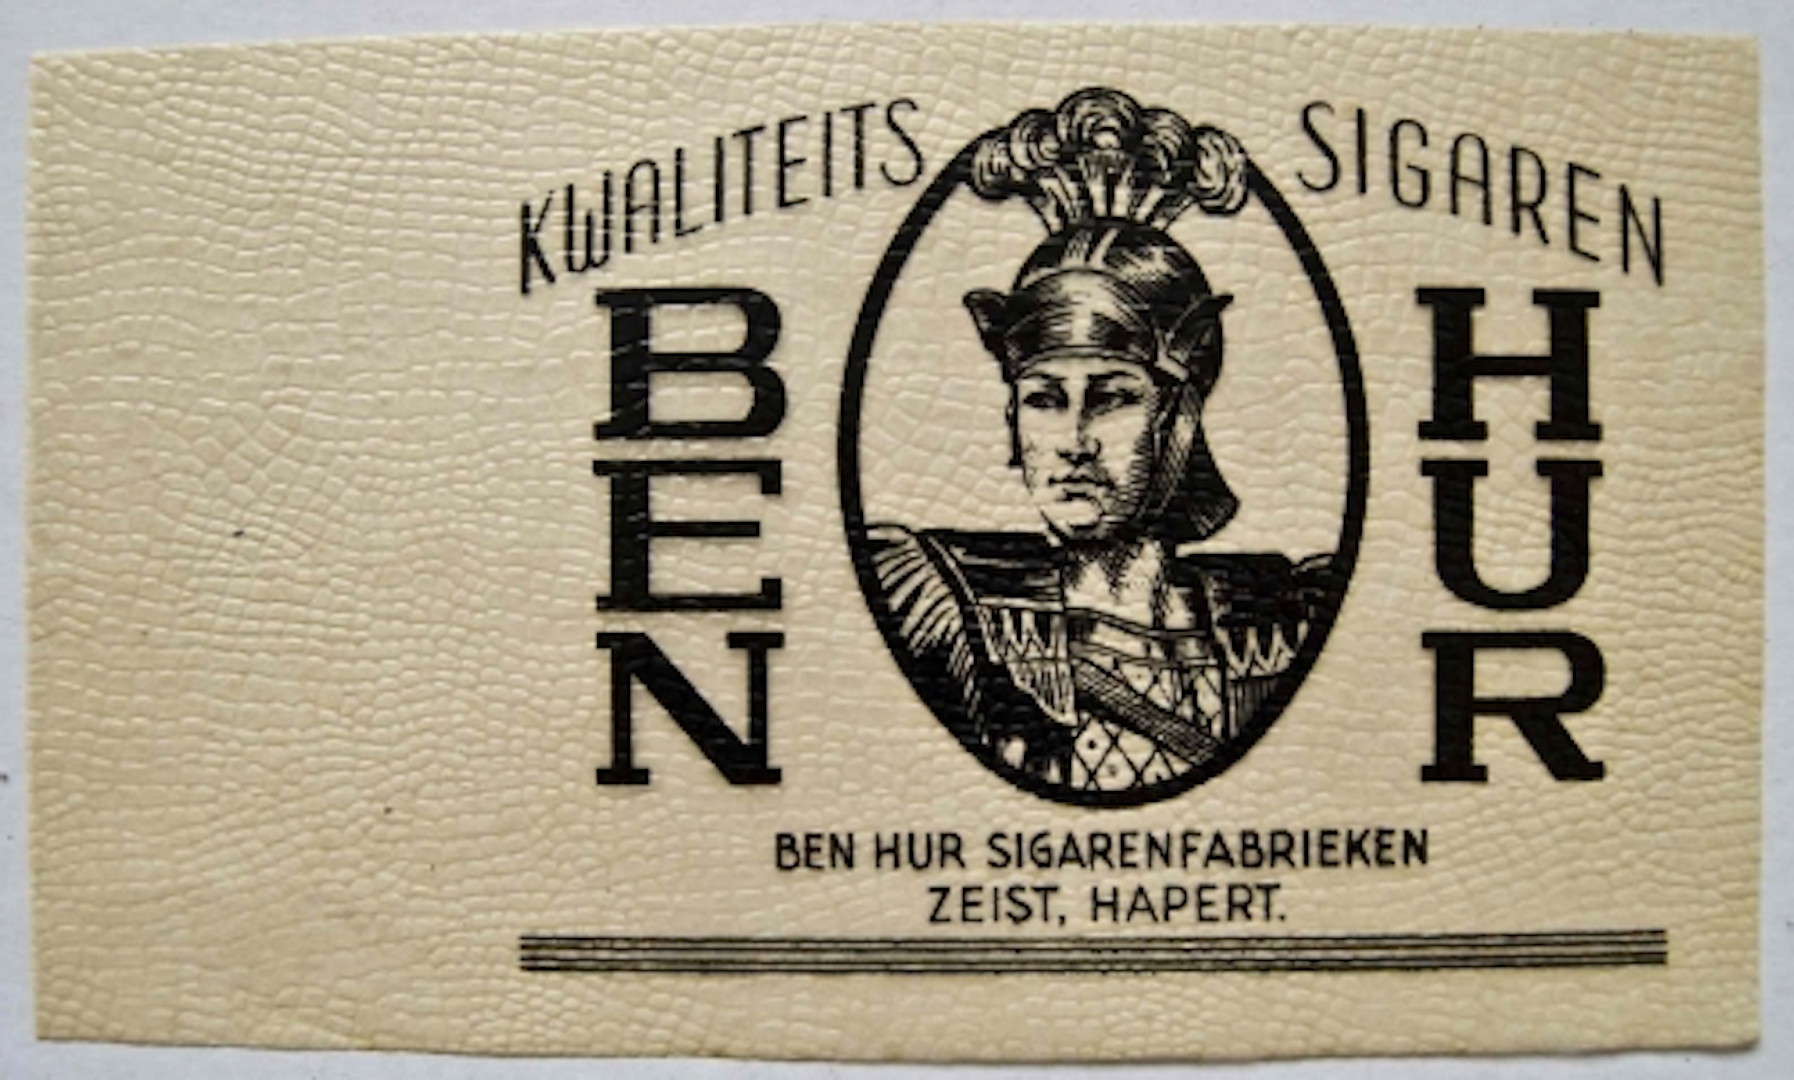 KWALITEITS SIGAREN
BEN HUR
BEN HUR SIGARENFABRIEKEN
ZEIST, HAPERT.